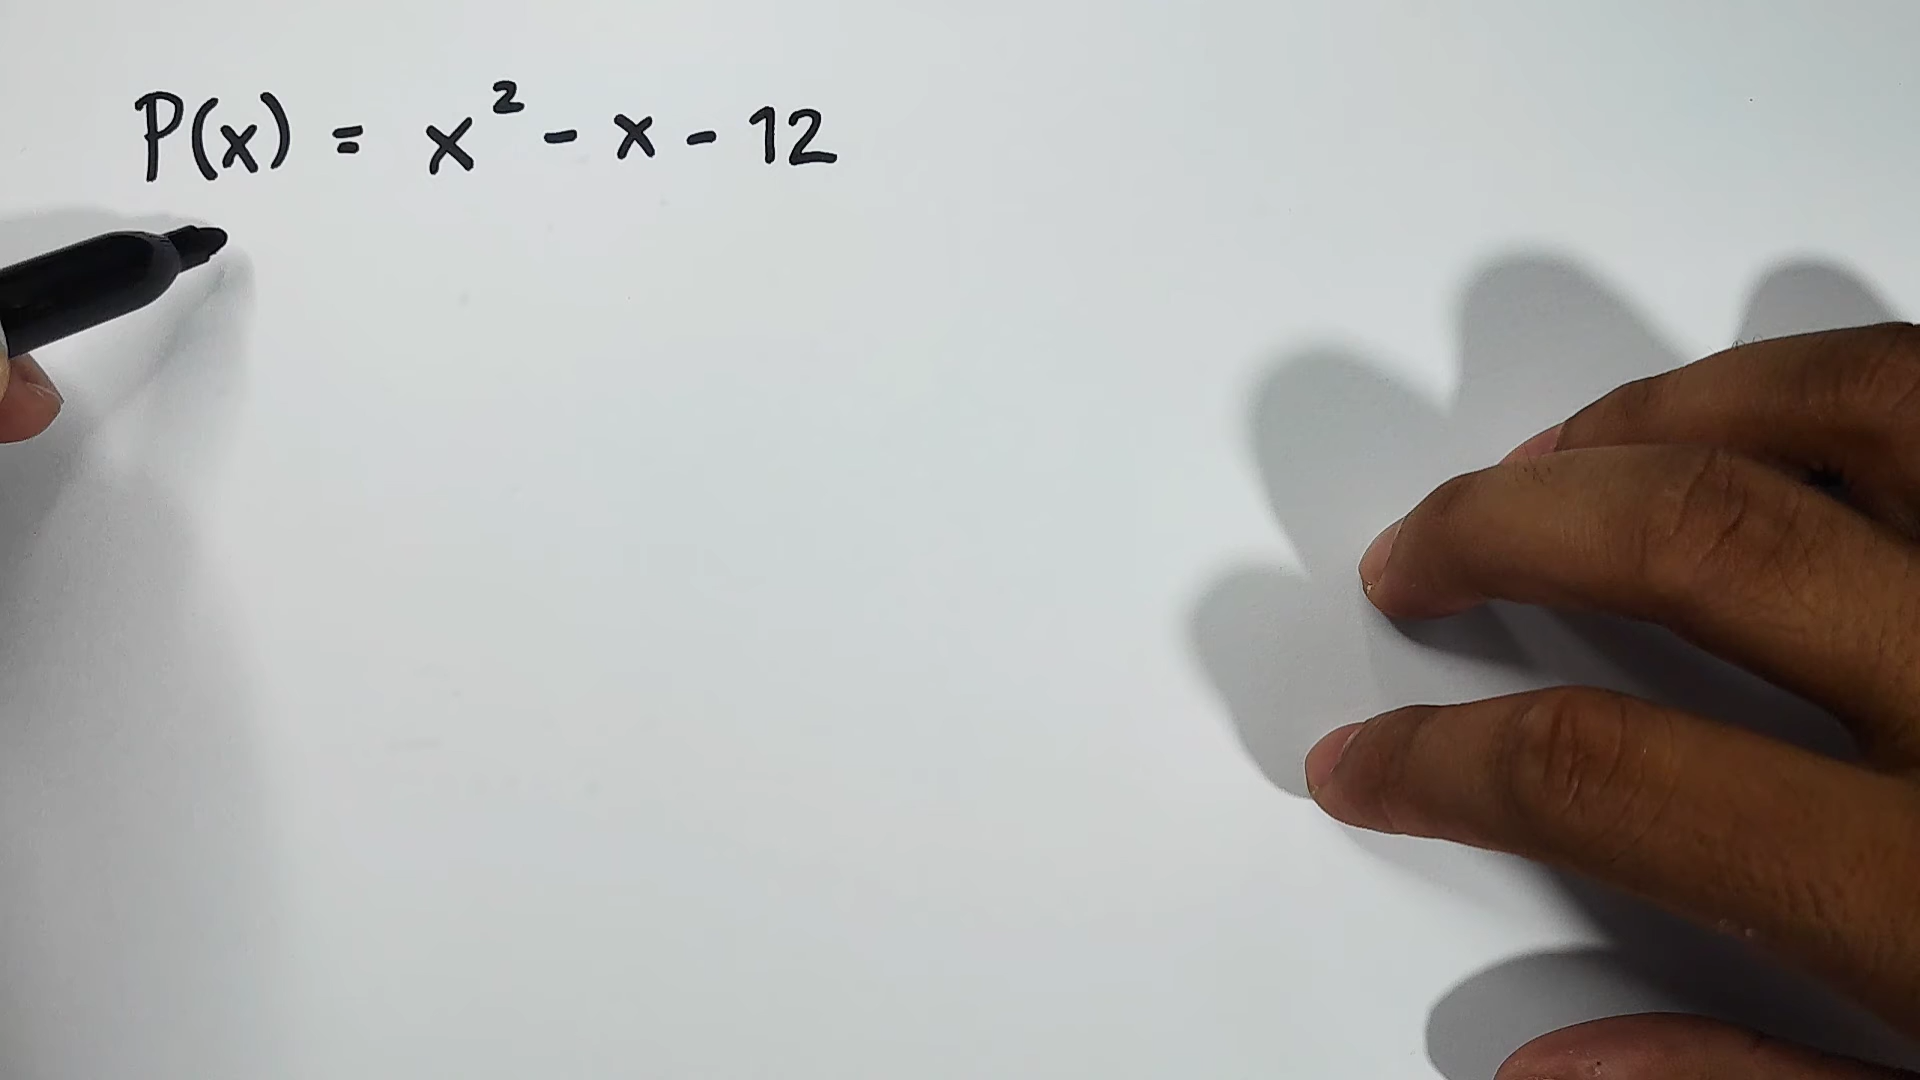 P(x) = x² - x - 12